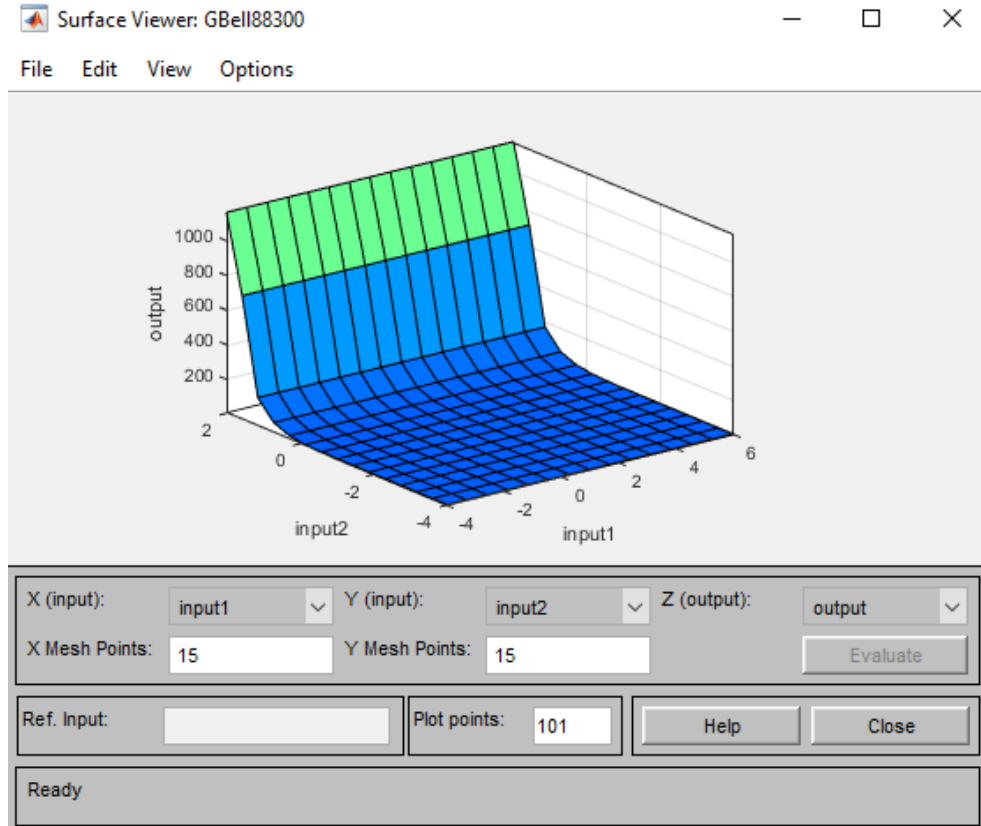 Surface Viewer: GBell88300
File Edit View Options
1000
800
600
400
200
output
2
0
-2
-4
input2
-4
-2
0
2
4
6
input1
X (input): input1 Y (input): input2 Z (output): output
X Mesh Points: 15 Y Mesh Points: 15 Evaluate
Ref. Input: Plot points: 101 Help Close
Ready